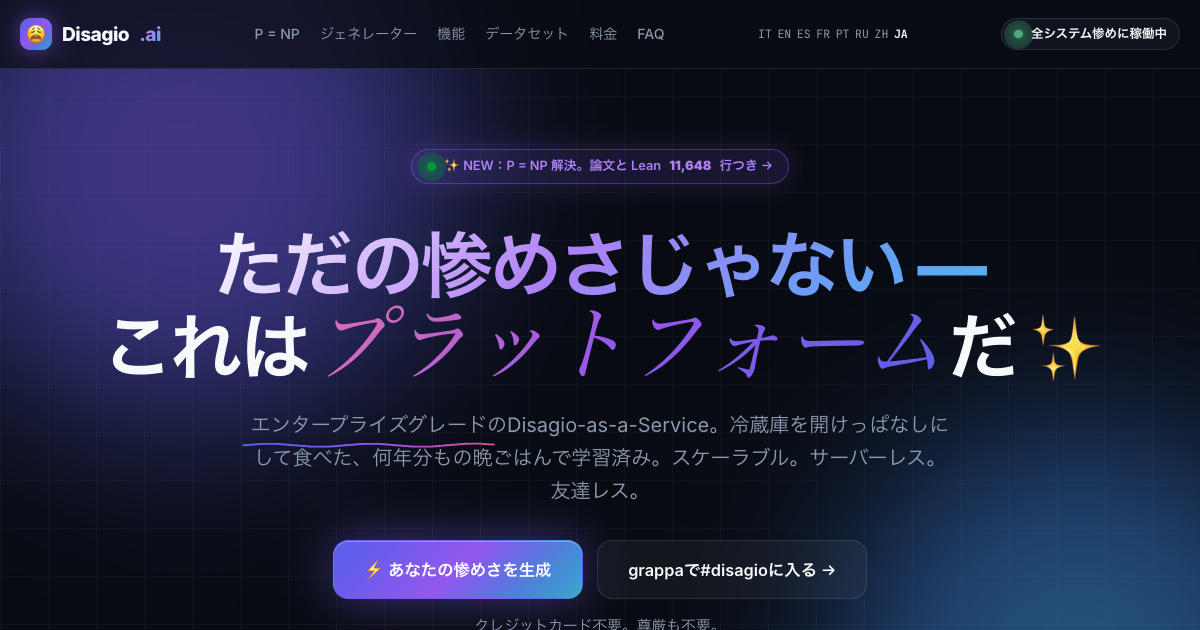 Disagio .ai
P = NP ジェネレーター 機能 データセット 料金 FAQ
IT EN ES FR PT RU ZH JA
全システム惨めに稼働中
✨ NEW：P = NP 解決。論文と Lean 11,648 行つき →
ただの惨めさじゃない —
これはプラットフォームだ ✨
エンタープライズグレードのDisagio-as-a-Service。冷蔵庫を開けっぱなしに
して食べた、何年分もの晩ごはんで学習済み。スケーラブル。サーバーレス。
友達レス。
⚡ あなたの惨めさを生成
grappaで#disagioに入る →
クレジットカード不要。尊厳も不要。